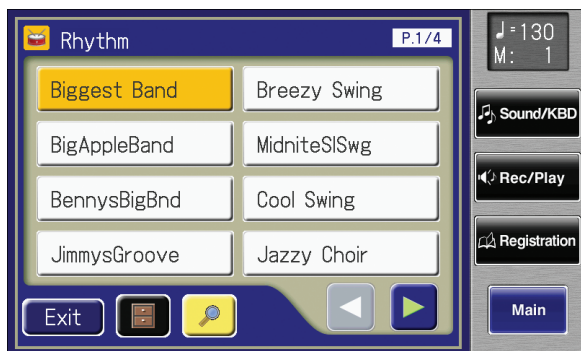 Rhythm
P.1/4
Biggest Band
Breezy Swing
BigAppleBand
MidniteSlSwg
BennysBigBnd
Cool Swing
JimmysGroove
Jazzy Choir
Exit
♩=130
M: 1
Sound/KBD
Rec/Play
Registration
Main